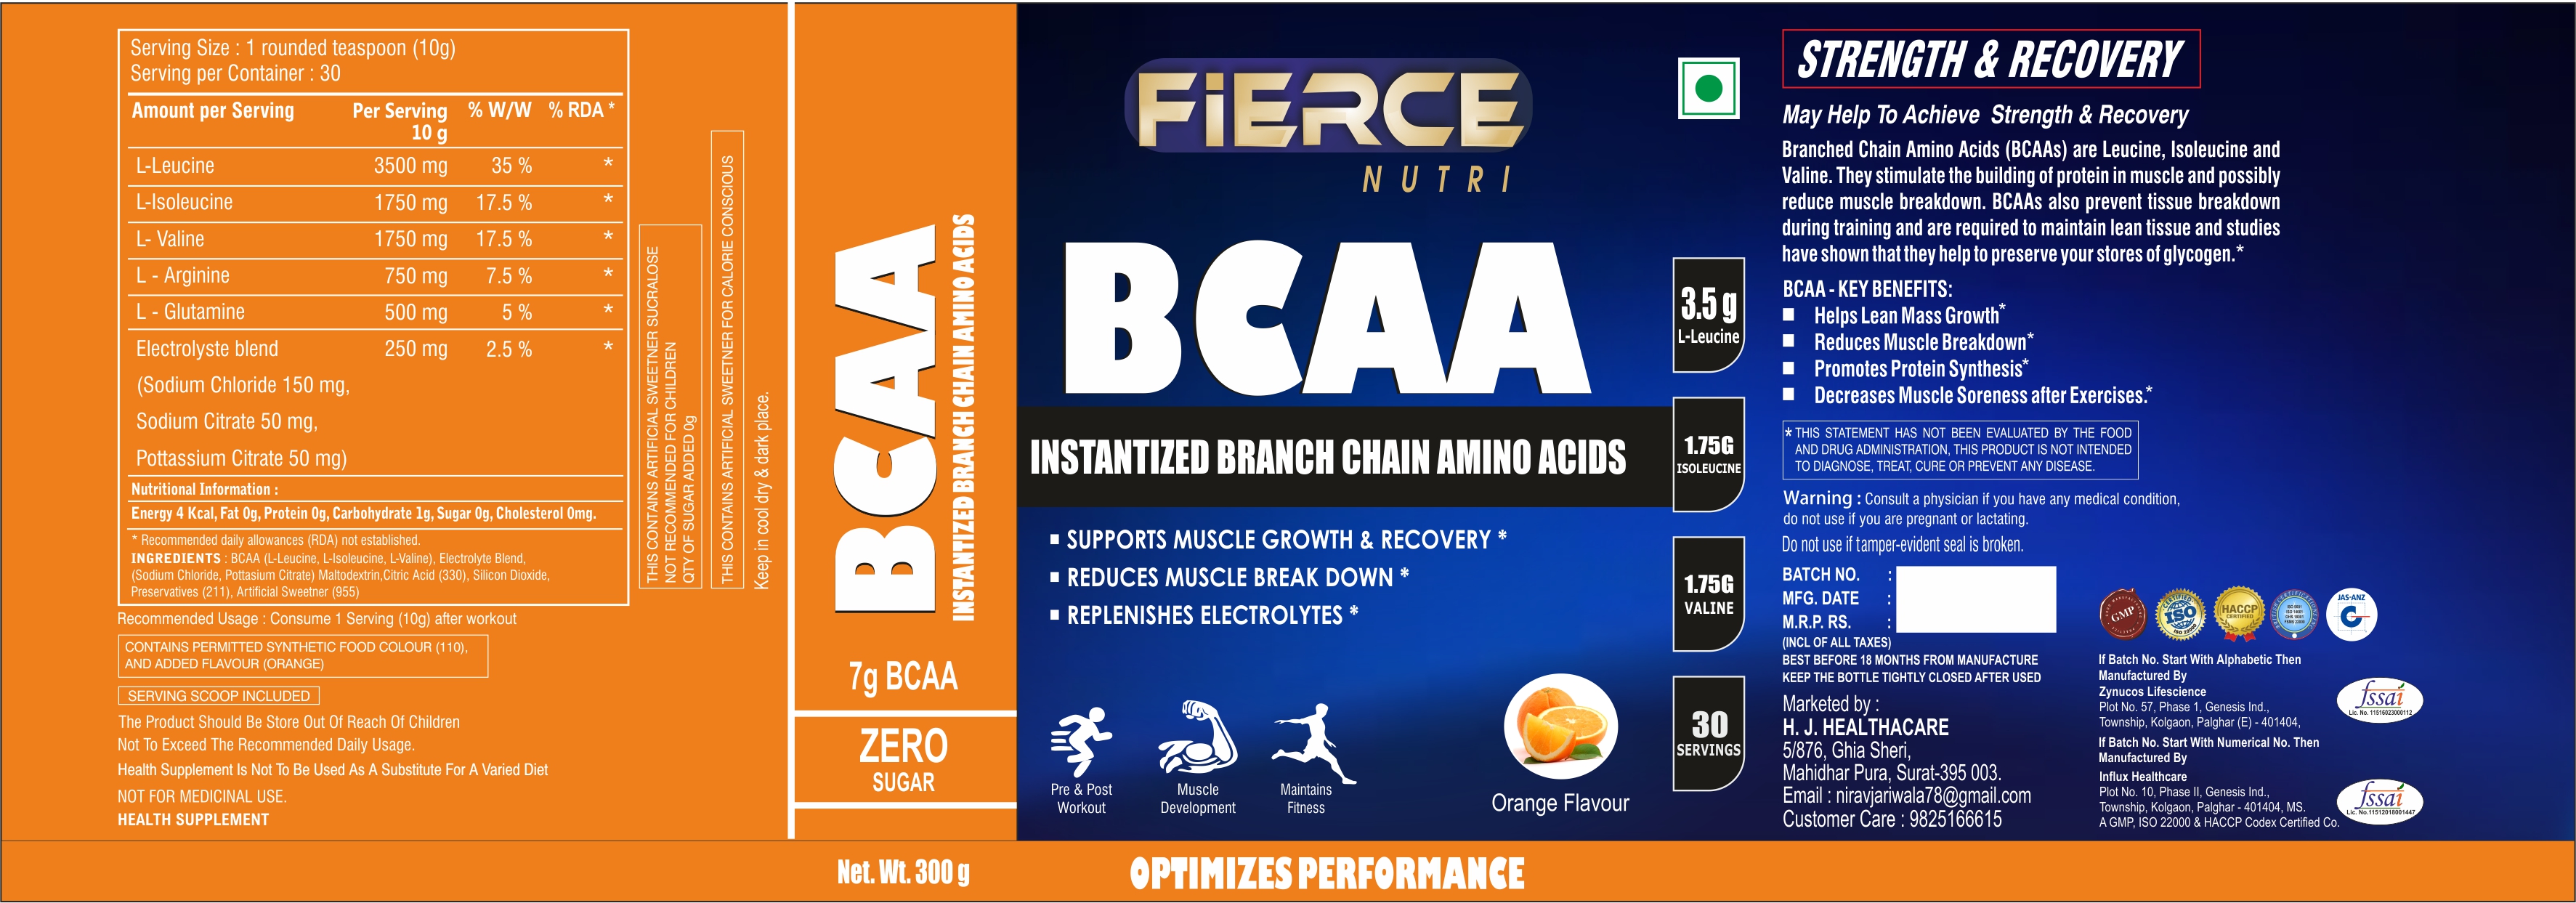 Serving Size : 1 rounded teaspoon (10g)
Serving per Container : 30
Amount per Serving Per Serving 10 g % W/W % RDA *
L-Leucine 3500 mg 35 % *
L-Isoleucine 1750 mg 17.5 % *
L- Valine 1750 mg 17.5 % *
L - Arginine 750 mg 7.5 % *
L - Glutamine 500 mg 5 % *
Electrolyste blend 250 mg 2.5 % *
(Sodium Chloride 150 mg,
Sodium Citrate 50 mg,
Pottassium Citrate 50 mg)
Nutritional Information :
Energy 4 Kcal, Fat 0g, Protein 0g, Carbohydrate 1g, Sugar 0g, Cholesterol 0mg.
* Recommended daily allowances (RDA) not established.
INGREDIENTS : BCAA (L-Leucine, L-Isoleucine, L-Valine), Electrolyte Blend,
(Sodium Chloride, Pottasium Citrate) Maltodextrin,Citric Acid (330), Silicon Dioxide,
Preservatives (211), Artificial Sweetner (955)
Recommended Usage : Consume 1 Serving (10g) after workout
CONTAINS PERMITTED SYNTHETIC FOOD COLOUR (110),
AND ADDED FLAVOUR (ORANGE)
SERVING SCOOP INCLUDED
The Product Should Be Store Out Of Reach Of Children
Not To Exceed The Recommended Daily Usage.
Health Supplement Is Not To Be Used As A Substitute For A Varied Diet
NOT FOR MEDICINAL USE.
HEALTH SUPPLEMENT
THIS CONTAINS ARTIFICIAL SWEETNER SUCRALOSE
NOT RECOMMENDED FOR CHILDREN
QTY OF SUGAR ADDED 0g
THIS CONTAINS ARTIFICIAL SWEETNER FOR CALORIE CONSCIOUS
Keep in cool dry & dark place.
BCAA
INSTANTIZED BRANCH CHAIN AMINO ACIDS
7g BCAA
ZERO
SUGAR
Net. Wt. 300 g
FiERCE
NUTRI
BCAA
INSTANTIZED BRANCH CHAIN AMINO ACIDS
SUPPORTS MUSCLE GROWTH & RECOVERY *
REDUCES MUSCLE BREAK DOWN *
REPLENISHES ELECTROLYTES *
Pre & Post
Workout
Muscle
Development
Maintains
Fitness
Orange Flavour
OPTIMIZES PERFORMANCE
3.5 g
L-Leucine
1.75G
ISOLEUCINE
1.75G
VALINE
30
SERVINGS
STRENGTH & RECOVERY
May Help To Achieve Strength & Recovery
Branched Chain Amino Acids (BCAAs) are Leucine, Isoleucine and
Valine. They stimulate the building of protein in muscle and possibly
reduce muscle breakdown. BCAAs also prevent tissue breakdown
during training and are required to maintain lean tissue and studies
have shown that they help to preserve your stores of glycogen.*
BCAA - KEY BENEFITS:
Helps Lean Mass Growth*
Reduces Muscle Breakdown*
Promotes Protein Synthesis*
Decreases Muscle Soreness after Exercises.*
* THIS STATEMENT HAS NOT BEEN EVALUATED BY THE FOOD
AND DRUG ADMINISTRATION, THIS PRODUCT IS NOT INTENDED
TO DIAGNOSE, TREAT, CURE OR PREVENT ANY DISEASE.
Warning : Consult a physician if you have any medical condition,
do not use if you are pregnant or lactating.
Do not use if tamper-evident seal is broken.
BATCH NO. :
MFG. DATE :
M.R.P. RS. :
(INCL OF ALL TAXES)
BEST BEFORE 18 MONTHS FROM MANUFACTURE
KEEP THE BOTTLE TIGHTLY CLOSED AFTER USED
Marketed by :
H. J. HEALTHACARE
5/876, Ghia Sheri,
Mahidhar Pura, Surat-395 003.
Email : niravjariwala78@gmail.com
Customer Care : 9825166615
GMP
CERTIFIED
ISO
ISO 22000
HACCP
CERTIFIED
JAS-ANZ
If Batch No. Start With Alphabetic Then
Manufactured By
Zynucos Lifescience
Plot No. 57, Phase 1, Genesis Ind.,
Township, Kolgaon, Palghar (E) - 401404,
fssai
Lic. No. 11516023000112
If Batch No. Start With Numerical No. Then
Manufactured By
Influx Healthcare
Plot No. 10, Phase II, Genesis Ind.,
Township, Kolgaon, Palghar - 401404, MS.
A GMP, ISO 22000 & HACCP Codex Certified Co.
fssai
Lic. No.11512018001447